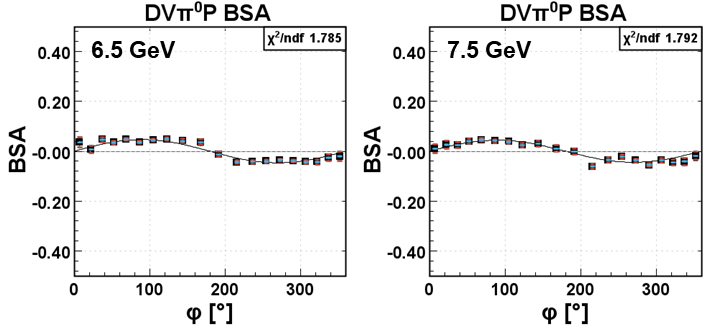 DVπ⁰P BSA
6.5 GeV
χ²/ndf 1.785
0.40
0.20
-0.00
-0.20
-0.40
BSA
0 100 200 300
φ [°]
DVπ⁰P BSA
7.5 GeV
χ²/ndf 1.792
0.40
0.20
-0.00
-0.20
-0.40
BSA
0 100 200 300
φ [°]